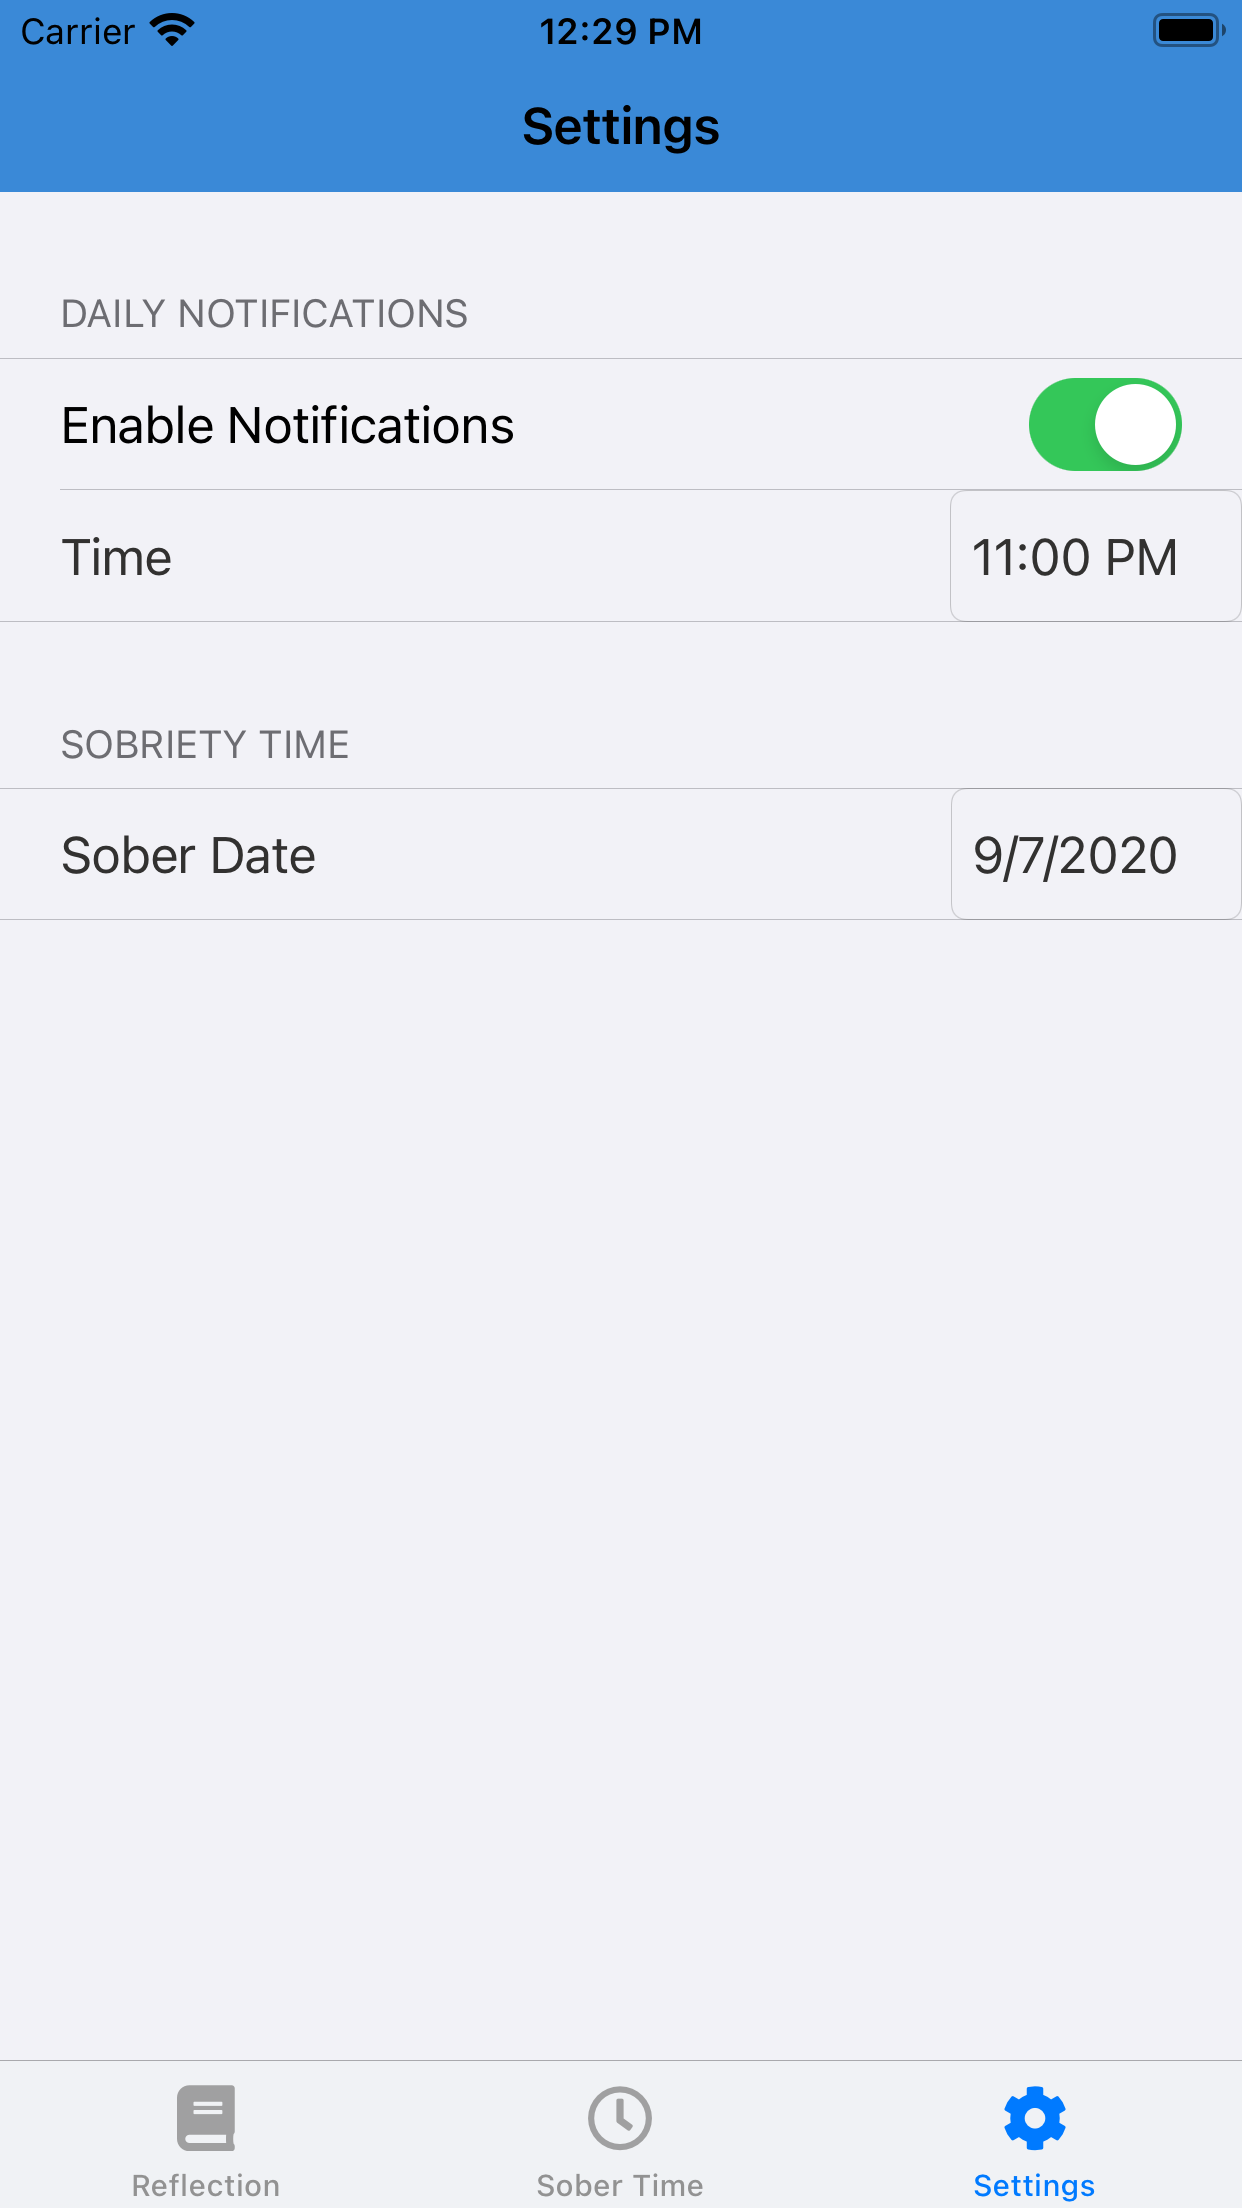 Carrier 12:29 PM
Settings
DAILY NOTIFICATIONS
Enable Notifications
Time 11:00 PM
SOBRIETY TIME
Sober Date 9/7/2020
Reflection Sober Time Settings